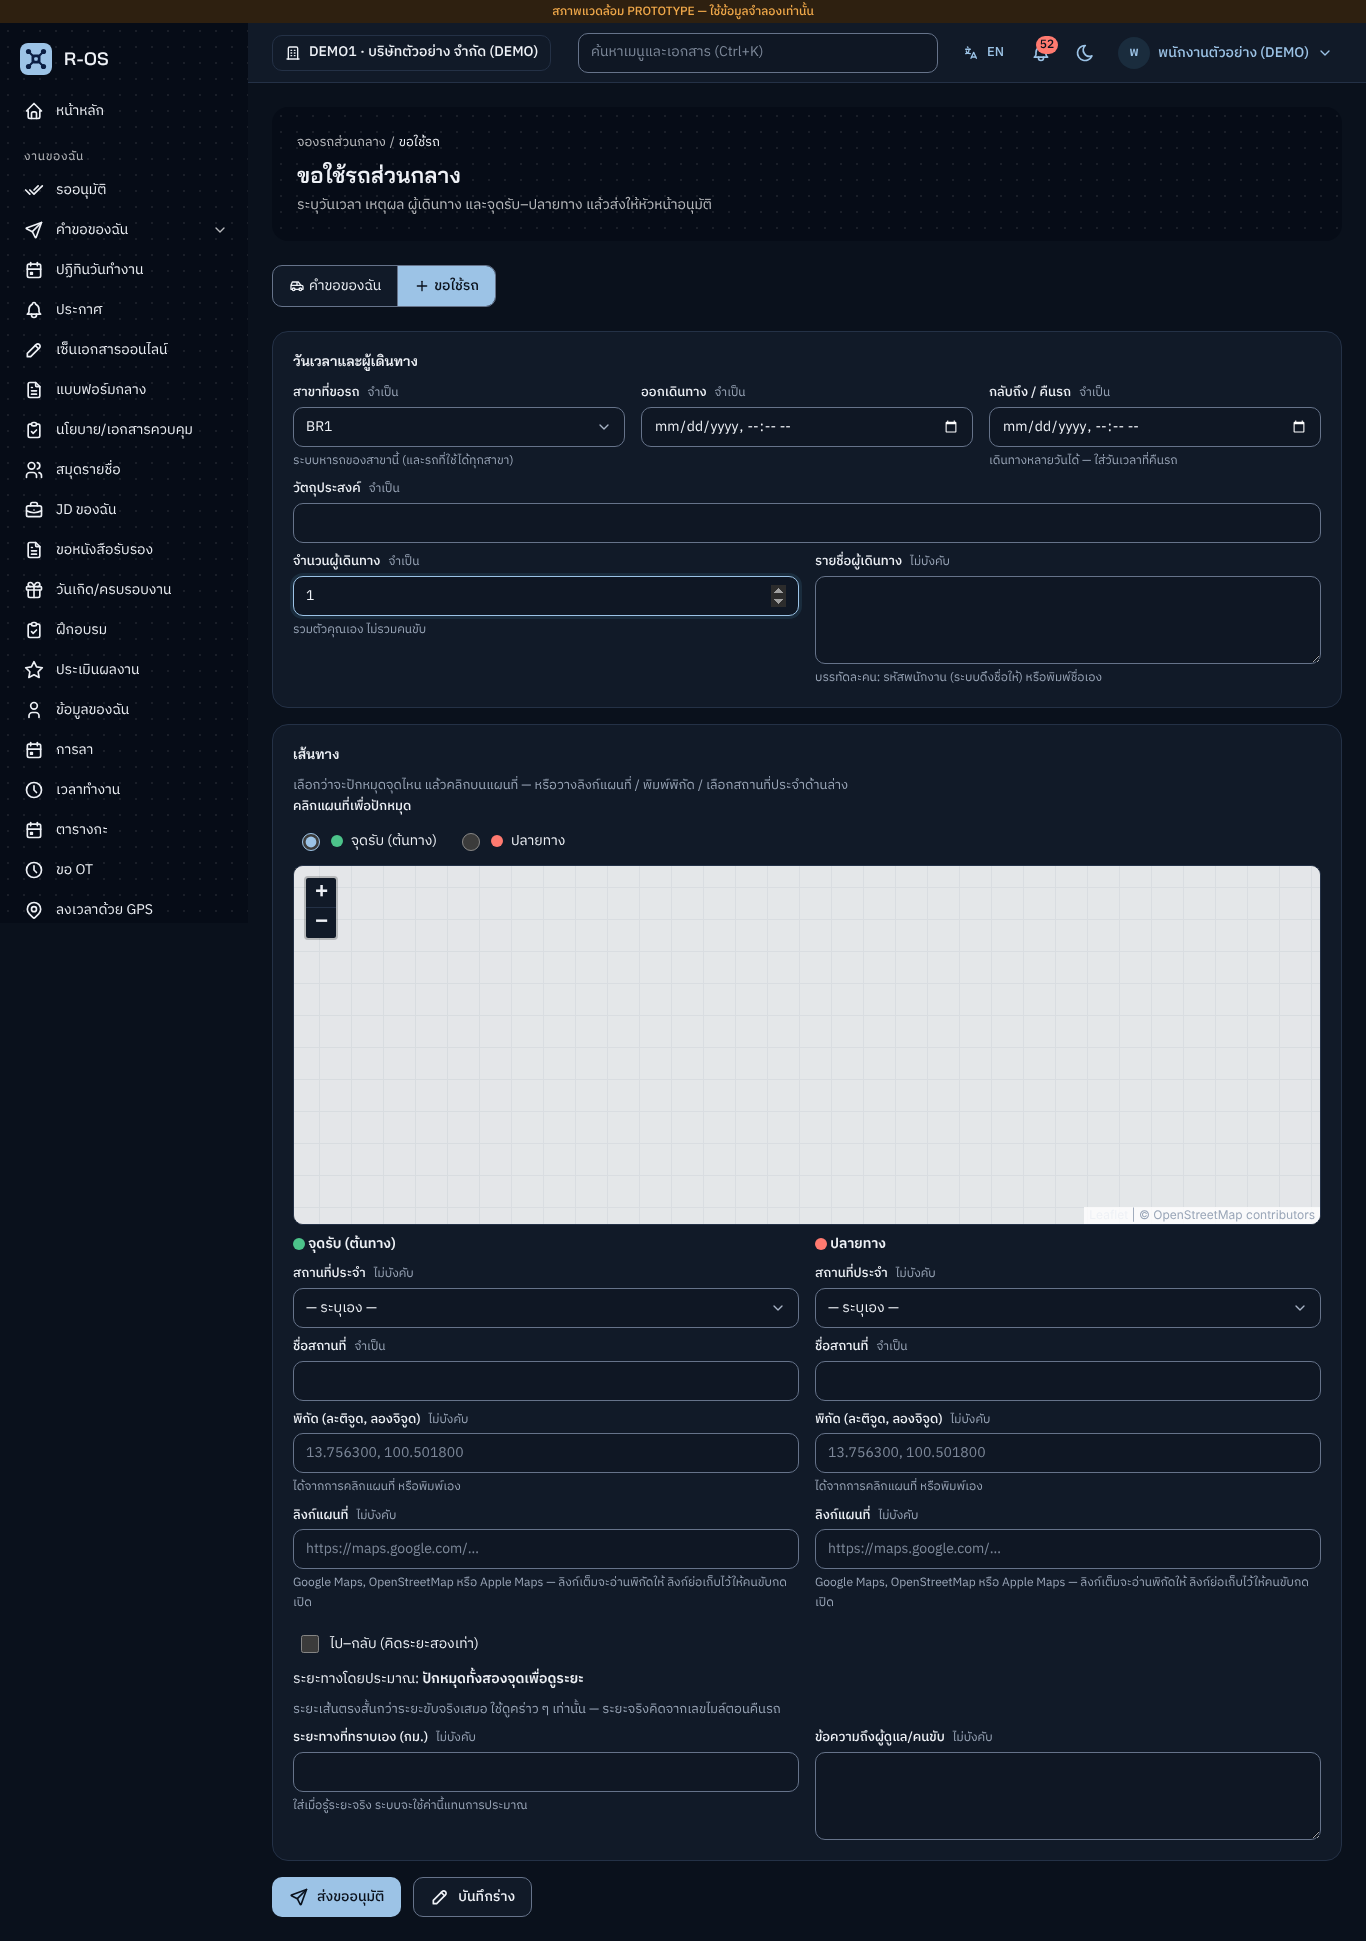 สภาพแวดล้อม PROTOTYPE — ใช้ข้อมูลจำลองเท่านั้น
R-OS
DEMO1 · บริษัทตัวอย่าง จำกัด (DEMO)
ค้นหาเมนูและเอกสาร (Ctrl+K)
EN
52
พ
พนักงานตัวอย่าง (DEMO)
หน้าหลัก
งานของฉัน
รออนุมัติ
คำขอของฉัน
ปฏิทินวันทำงาน
ประกาศ
เซ็นเอกสารออนไลน์
แบบฟอร์มกลาง
นโยบาย/เอกสารควบคุม
สมุดรายชื่อ
JD ของฉัน
ขอหนังสือรับรอง
วันเกิด/ครบรอบงาน
ฝึกอบรม
ประเมินผลงาน
ข้อมูลของฉัน
การลา
เวลาทำงาน
ตารางกะ
ขอ OT
ลงเวลาด้วย GPS
จองรถส่วนกลาง / ขอใช้รถ
ขอใช้รถส่วนกลาง
ระบุวันเวลา เหตุผล ผู้เดินทาง และจุดรับ–ปลายทาง แล้วส่งให้หัวหน้าอนุมัติ
คำขอของฉัน
ขอใช้รถ
วันเวลาและผู้เดินทาง
สาขาที่ขอรถ จำเป็น
ออกเดินทาง จำเป็น
กลับถึง / คืนรถ จำเป็น
BR1
mm/dd/yyyy, --:-- --
mm/dd/yyyy, --:-- --
ระบบหารถของสาขานี้ (และรถที่ใช้ได้ทุกสาขา)
เดินทางหลายวันได้ — ใส่วันเวลาที่คืนรถ
วัตถุประสงค์ จำเป็น
จำนวนผู้เดินทาง จำเป็น
รายชื่อผู้เดินทาง ไม่บังคับ
1
รวมตัวคุณเอง ไม่รวมคนขับ
บรรทัดละคน: รหัสพนักงาน (ระบบดึงชื่อให้) หรือพิมพ์ชื่อเอง
เส้นทาง
เลือกว่าจะปักหมุดจุดไหน แล้วคลิกบนแผนที่ — หรือวางลิงก์แผนที่ / พิมพ์พิกัด / เลือกสถานที่ประจำด้านล่าง
คลิกแผนที่เพื่อปักหมุด
จุดรับ (ต้นทาง)
ปลายทาง
+
−
Leaflet | © OpenStreetMap contributors
จุดรับ (ต้นทาง)
ปลายทาง
สถานที่ประจำ ไม่บังคับ
สถานที่ประจำ ไม่บังคับ
— ระบุเอง —
— ระบุเอง —
ชื่อสถานที่ จำเป็น
ชื่อสถานที่ จำเป็น
พิกัด (ละติจูด, ลองจิจูด) ไม่บังคับ
พิกัด (ละติจูด, ลองจิจูด) ไม่บังคับ
13.756300, 100.501800
13.756300, 100.501800
ได้จากการคลิกแผนที่ หรือพิมพ์เอง
ได้จากการคลิกแผนที่ หรือพิมพ์เอง
ลิงก์แผนที่ ไม่บังคับ
ลิงก์แผนที่ ไม่บังคับ
https://maps.google.com/...
https://maps.google.com/...
Google Maps, OpenStreetMap หรือ Apple Maps — ลิงก์เต็มจะอ่านพิกัดให้ ลิงก์ย่อเก็บไว้ให้คนขับกด
เปิด
Google Maps, OpenStreetMap หรือ Apple Maps — ลิงก์เต็มจะอ่านพิกัดให้ ลิงก์ย่อเก็บไว้ให้คนขับกด
เปิด
ไป–กลับ (คิดระยะสองเท่า)
ระยะทางโดยประมาณ: ปักหมุดทั้งสองจุดเพื่อดูระยะ
ระยะเส้นตรงสั้นกว่าระยะขับจริงเสมอ ใช้ดูคร่าว ๆ เท่านั้น — ระยะจริงคิดจากเลขไมล์ตอนคืนรถ
ระยะทางที่ทราบเอง (กม.) ไม่บังคับ
ข้อความถึงผู้ดูแล/คนขับ ไม่บังคับ
ใส่เมื่อรู้ระยะจริง ระบบจะใช้ค่านี้แทนการประมาณ
ส่งขออนุมัติ
บันทึกร่าง